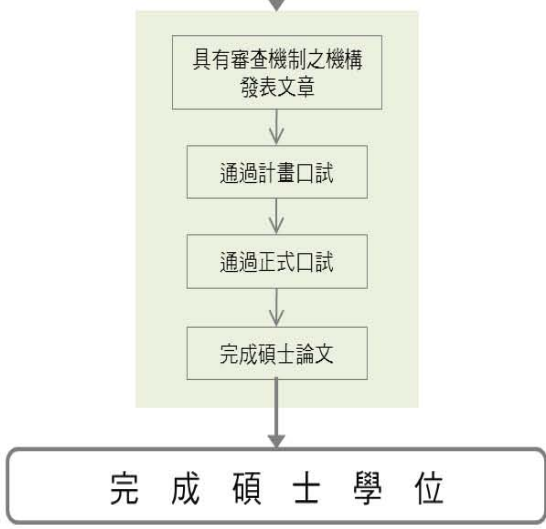 具有審查機制之機構
發表文章
通過計畫口試
通過正式口試
完成碩士論文
完 成 碩 士 學 位